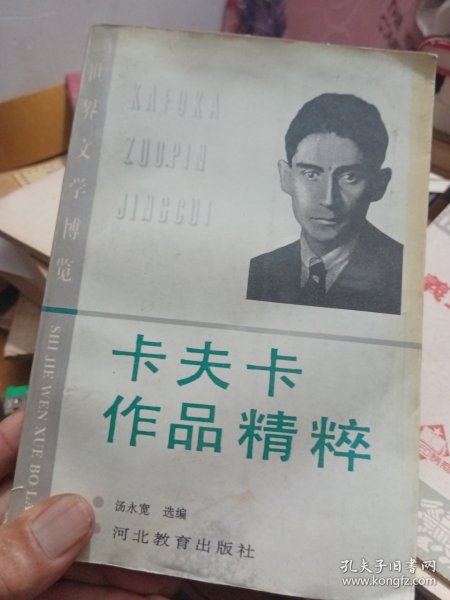 世界文学博览
SHI JIE WEN XUE BO LA
KAFUKA
ZUOPIN
JINGCUI
卡夫卡
作品精粹
汤永宽 选编
河北教育出版社
孔夫子旧书网
www.kongfz.com